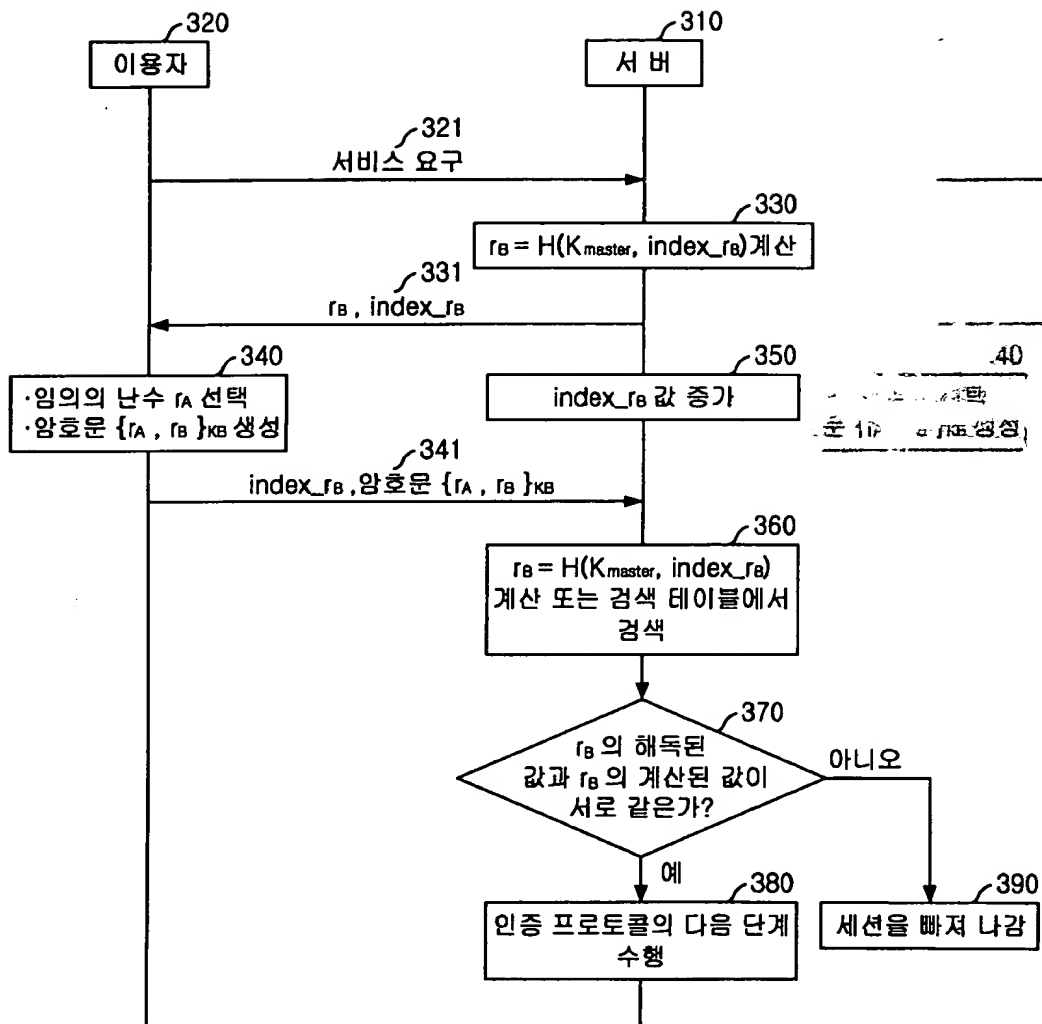 320
이용자
310
서 버
321
서비스 요구
330
rB = H(Kmaster, index_rB)계산
331
rB , index_rB
340
·임의의 난수 rA 선택
·암호문 {rA , rB }KB 생성
350
index_rB 값 증가
40
생성
341
index_rB,암호문 {rA , rB }KB
360
rB = H(Kmaster, index_rB)
계산 또는 검색 테이블에서
검색
370
rB 의 해독된
값과 rB 의 계산된 값이
서로 같은가?
아니오
예
380
인증 프로토콜의 다음 단계
수행
390
세션을 빠져 나감